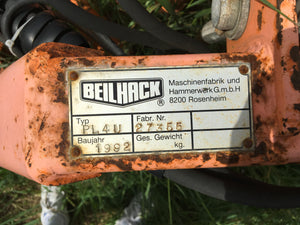 BEILHACK ®
Maschinenfabrik und
Hammerwerk G.m.b.H
8200 Rosenheim
Typ
Fabr. Nr.
PL4U
27355
Baujahr
Ges. Gewicht
1992
kg.